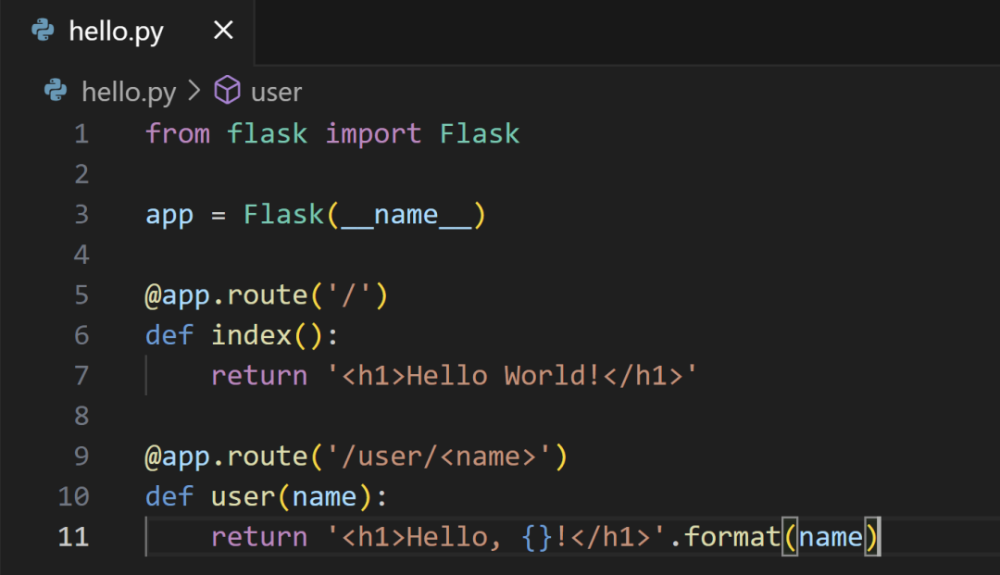 hello.py
hello.py > user
1 from flask import Flask
2
3 app = Flask(__name__)
4
5 @app.route('/')
6 def index():
7     return '<h1>Hello World!</h1>'
8
9 @app.route('/user/<name>')
10 def user(name):
11     return '<h1>Hello, {}!</h1>'.format(name)